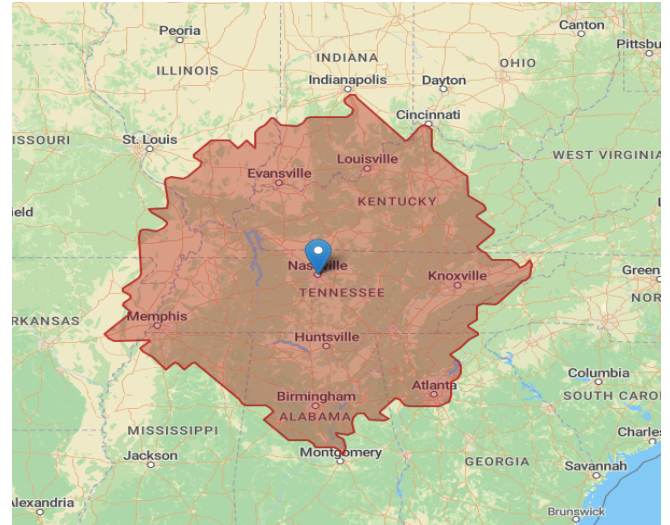 Canton
Peoria
Pittsbu
INDIANA
OHIO
ILLINOIS
Indianapolis
Dayton
Cincinnati
ISSOURI
St. Louis
Louisville
WEST VIRGINIA
Evansville
KENTUCKY
ield
Nashville
Knoxville
Green
TENNESSEE
NOR
Memphis
RKANSAS
Huntsville
Columbia
Atlanta
SOUTH CAROL
Birmingham
ALABAMA
MISSISSIPPI
Charles
Jackson
Montgomery
GEORGIA
Savannah
Alexandria
Brunswick